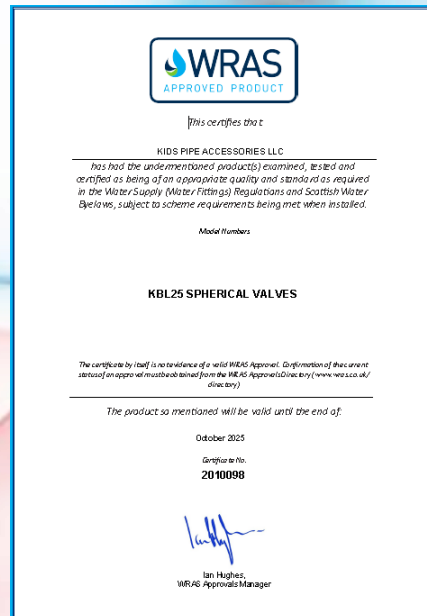 WRAS
APPROVED PRODUCT
This certifies that
KIDS PIPE ACCESSORIES LLC
has had the undermentioned product(s) examined, tested and
certified as being of an appropriate quality and standard as required
in the Water Supply (Water Fittings) Regulations and Scottish Water
Byelaws, subject to scheme requirements being met when installed.
Model Numbers
KBL25 SPHERICAL VALVES
The certificate by itself is not evidence of a valid WRAS Approval. Confirmation of the current
status of an approval must be obtained from the WRAS Approvals Directory (www.wras.co.uk/
directory)
The product so mentioned will be valid until the end of:
October 2025
Certificate No.
2010098
Ian Hughes,
WRAS Approvals Manager